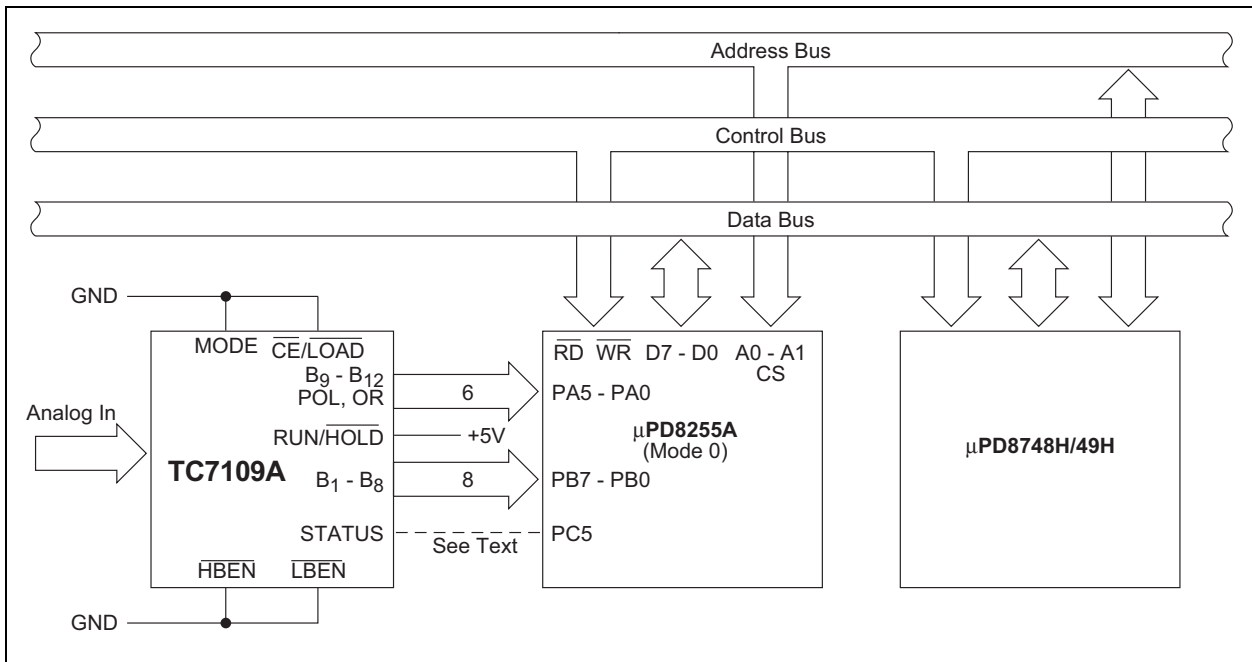 Address Bus
Control Bus
Data Bus
GND
MODE
CE/LOAD
B9 - B12
POL, OR
6
Analog In
RUN/HOLD
+5V
TC7109A
B1 - B8
8
STATUS
See Text
HBEN
LBEN
GND
RD WR D7 - D0 A0 - A1
CS
PA5 - PA0
µPD8255A
(Mode 0)
PB7 - PB0
PC5
µPD8748H/49H